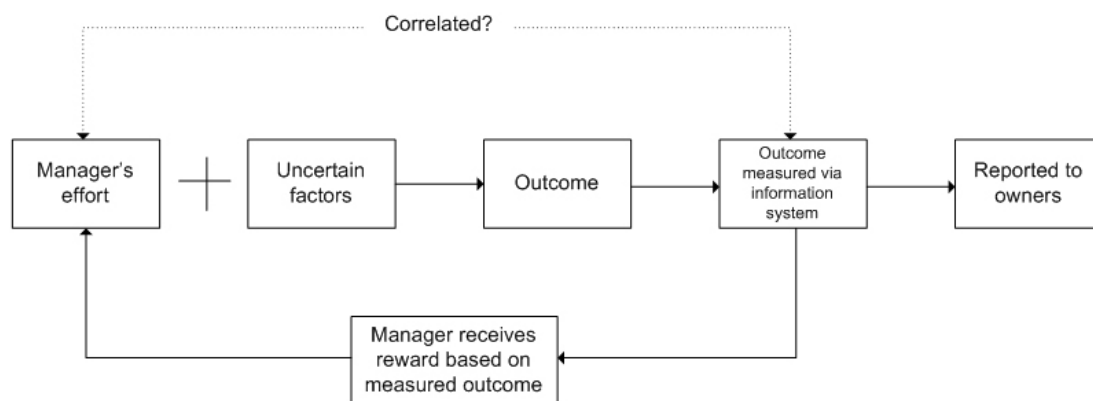 Correlated?
Manager's
effort
Uncertain
factors
Outcome
Outcome
measured via
information
system
Reported to
owners
Manager receives
reward based on
measured outcome